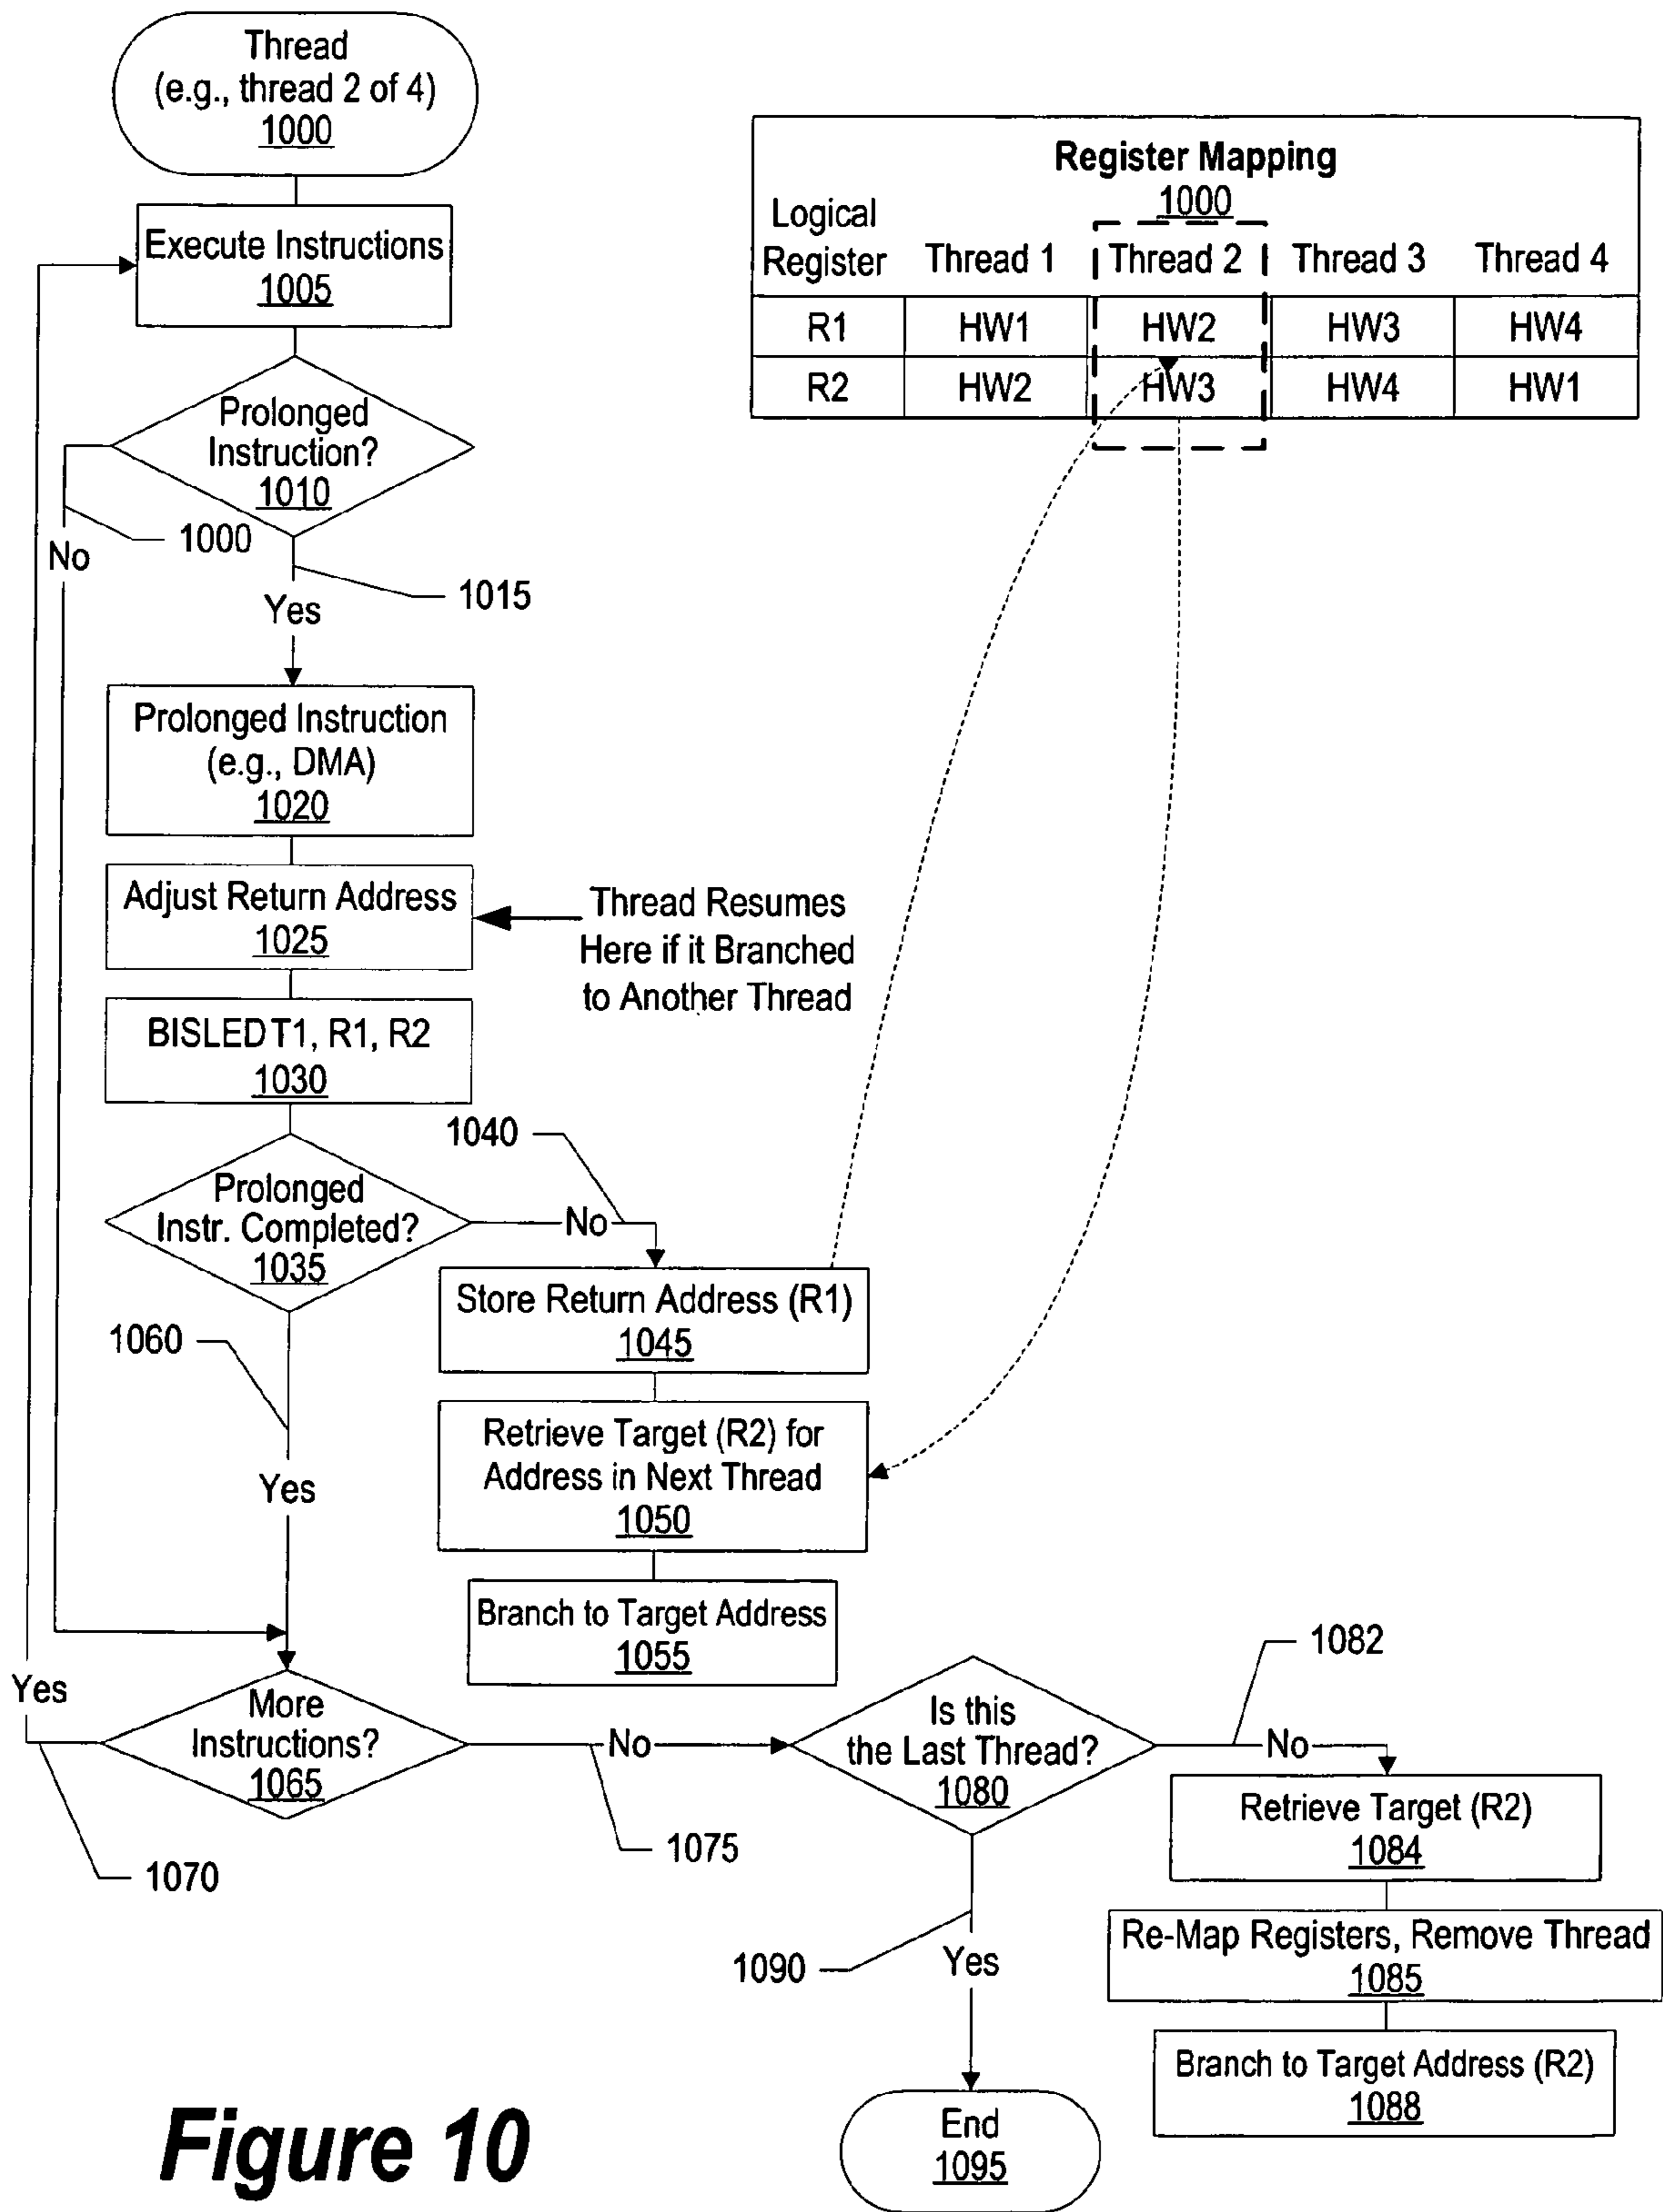 Thread
(e.g., thread 2 of 4)
1000
Register Mapping
1000
Logical
Register Thread 1 Thread 2 Thread 3 Thread 4
R1 HW1 HW2 HW3 HW4
R2 HW2 HW3 HW4 HW1
Execute Instructions
1005
Prolonged
Instruction?
1010
1000
No
1015
Yes
Prolonged Instruction
(e.g., DMA)
1020
Adjust Return Address
1025
Thread Resumes
Here if it Branched
to Another Thread
BISLED T1, R1, R2
1030
Prolonged
Instr. Completed?
1035
1040
No
Store Return Address (R1)
1045
1060
Yes
Retrieve Target (R2) for
Address in Next Thread
1050
Branch to Target Address
1055
Yes
More
Instructions?
1065
1070
No
1075
Is this
the Last Thread?
1080
1082
No
Retrieve Target (R2)
1084
Re-Map Registers, Remove Thread
1085
Branch to Target Address (R2)
1088
1090
Yes
End
1095
Figure 10